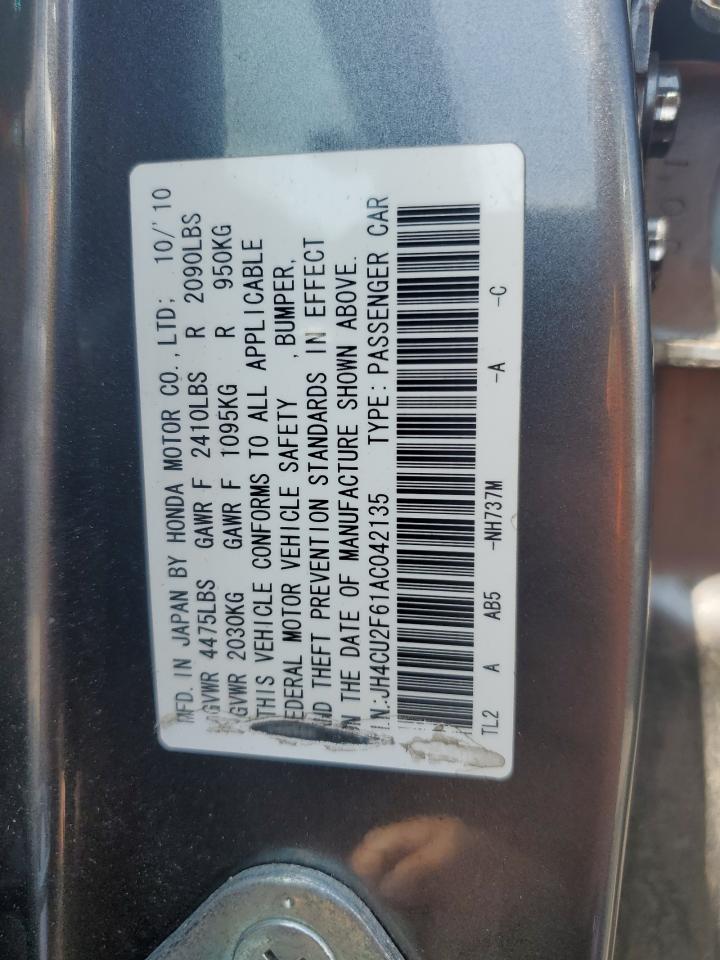 MFD. IN JAPAN BY HONDA MOTOR CO., LTD; 10/'10
GVWR 4475LBS GAWR F 2410LBS R 2090LBS
GVWR 2030KG GAWR F 1095KG R 950KG
THIS VEHICLE CONFORMS TO ALL APPLICABLE
EDERAL MOTOR VEHICLE SAFETY ,BUMPER,
ND THEFT PREVENTION STANDARDS IN EFFECT
N THE DATE OF MANUFACTURE SHOWN ABOVE.
.N:JH4CU2F61AC042135 TYPE:PASSENGER CAR
TL2 A AB5 -NH737M -A -C